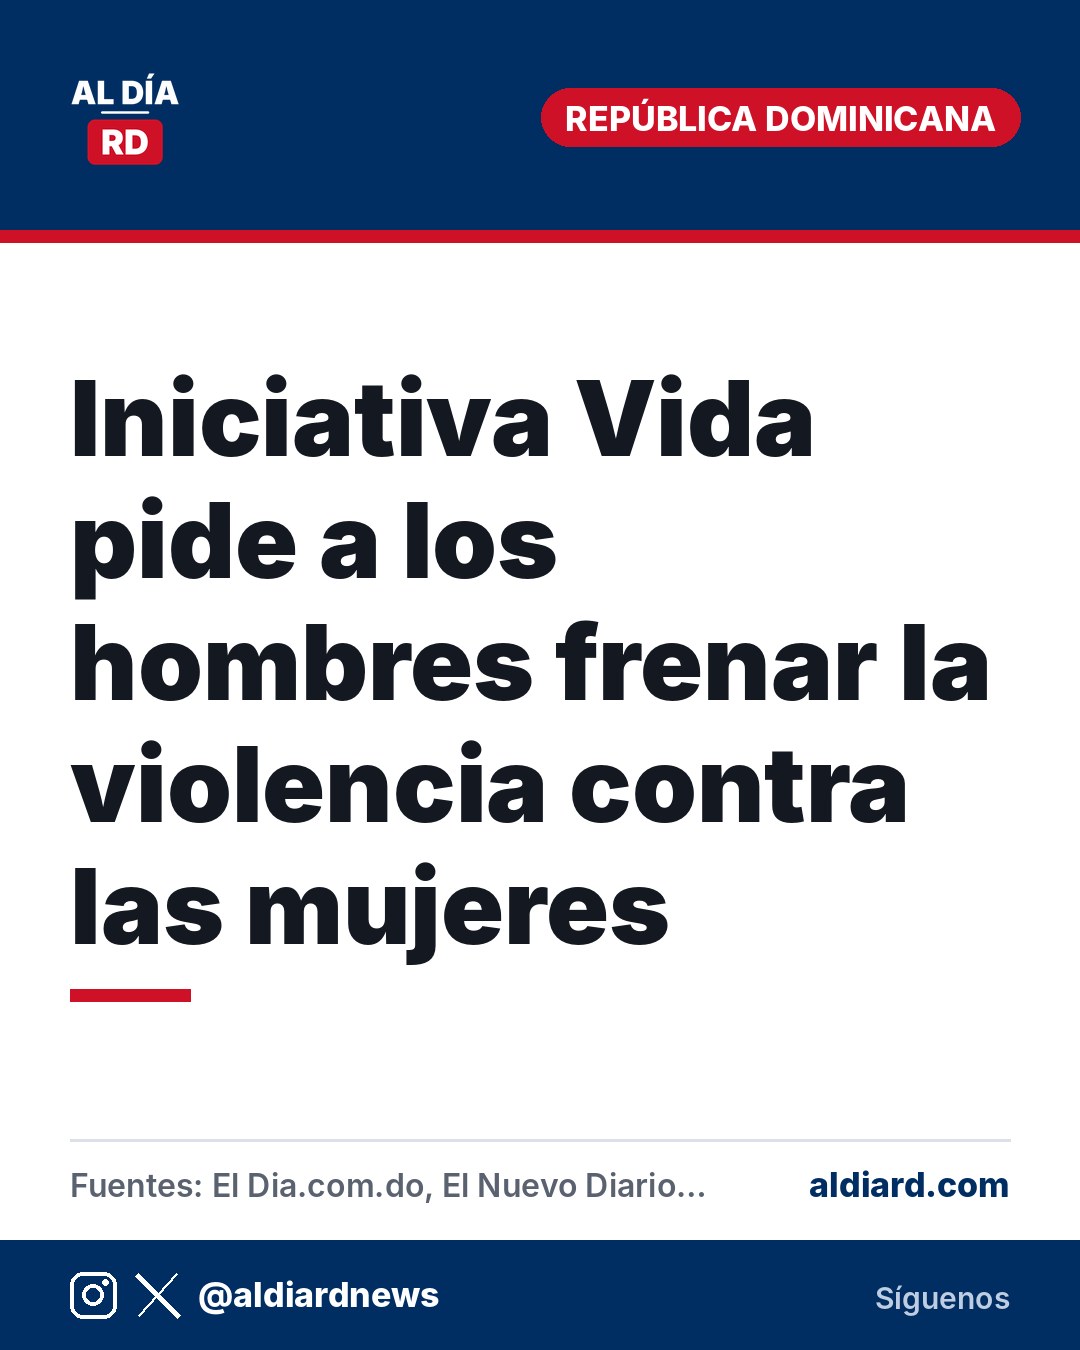 AL DÍA
RD
REPÚBLICA DOMINICANA
Iniciativa Vida
pide a los
hombres frenar la
violencia contra
las mujeres
Fuentes: El Dia.com.do, El Nuevo Diario...
aldiard.com
@aldiardnews
Síguenos